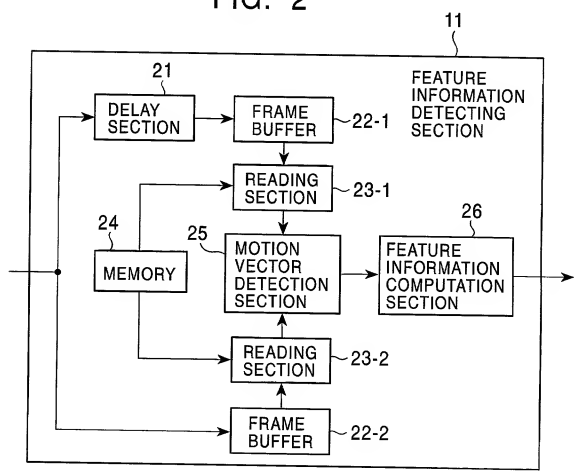 FIG. 2
11
FEATURE
INFORMATION
DETECTING
SECTION
21
DELAY
SECTION
FRAME
BUFFER
22-1
READING
SECTION
23-1
24
MEMORY
25
MOTION
VECTOR
DETECTION
SECTION
26
FEATURE
INFORMATION
COMPUTATION
SECTION
READING
SECTION
23-2
FRAME
BUFFER
22-2